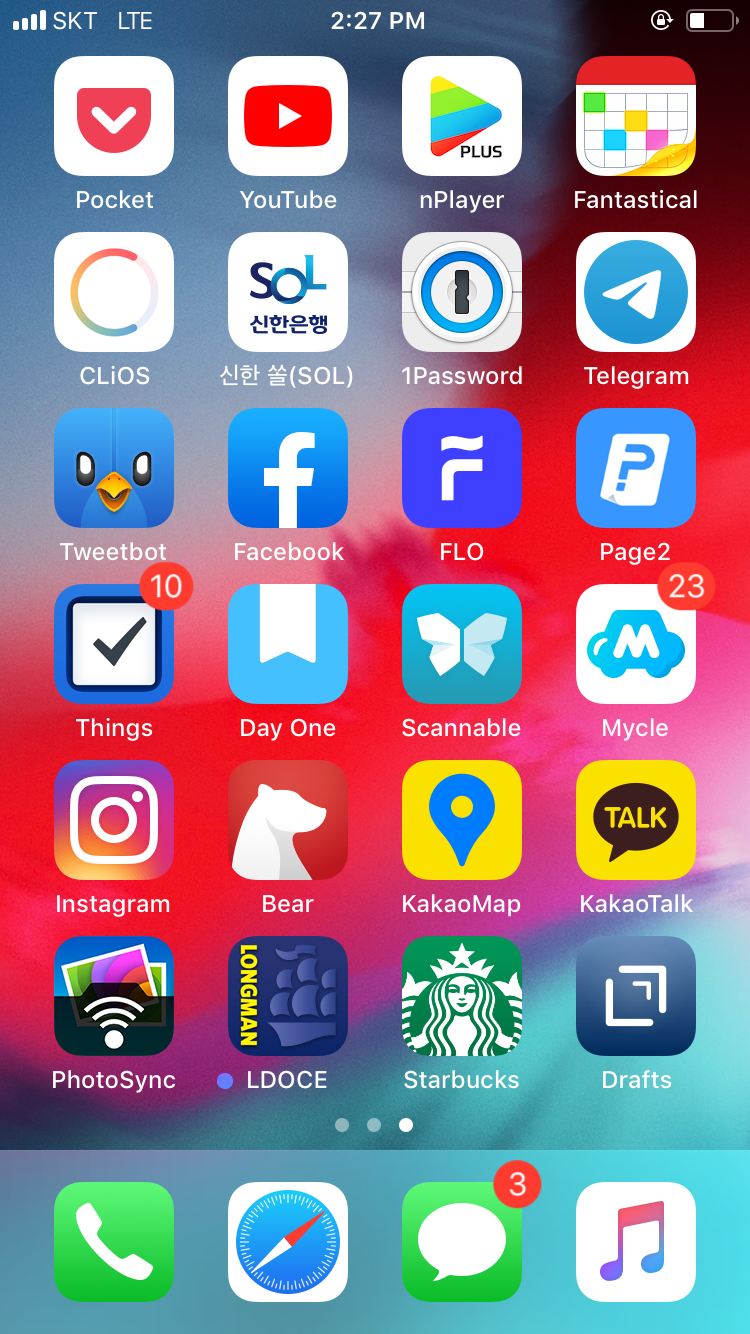 SKT LTE 2:27 PM
PLUS
Pocket YouTube nPlayer Fantastical
SOL
신한은행
CLiOS 신한 쏠(SOL) 1Password Telegram
Tweetbot Facebook FLO Page2
10 23
Things Day One Scannable Mycle
TALK
Instagram Bear KakaoMap KakaoTalk
LONGMAN
PhotoSync LDOCE Starbucks Drafts
3